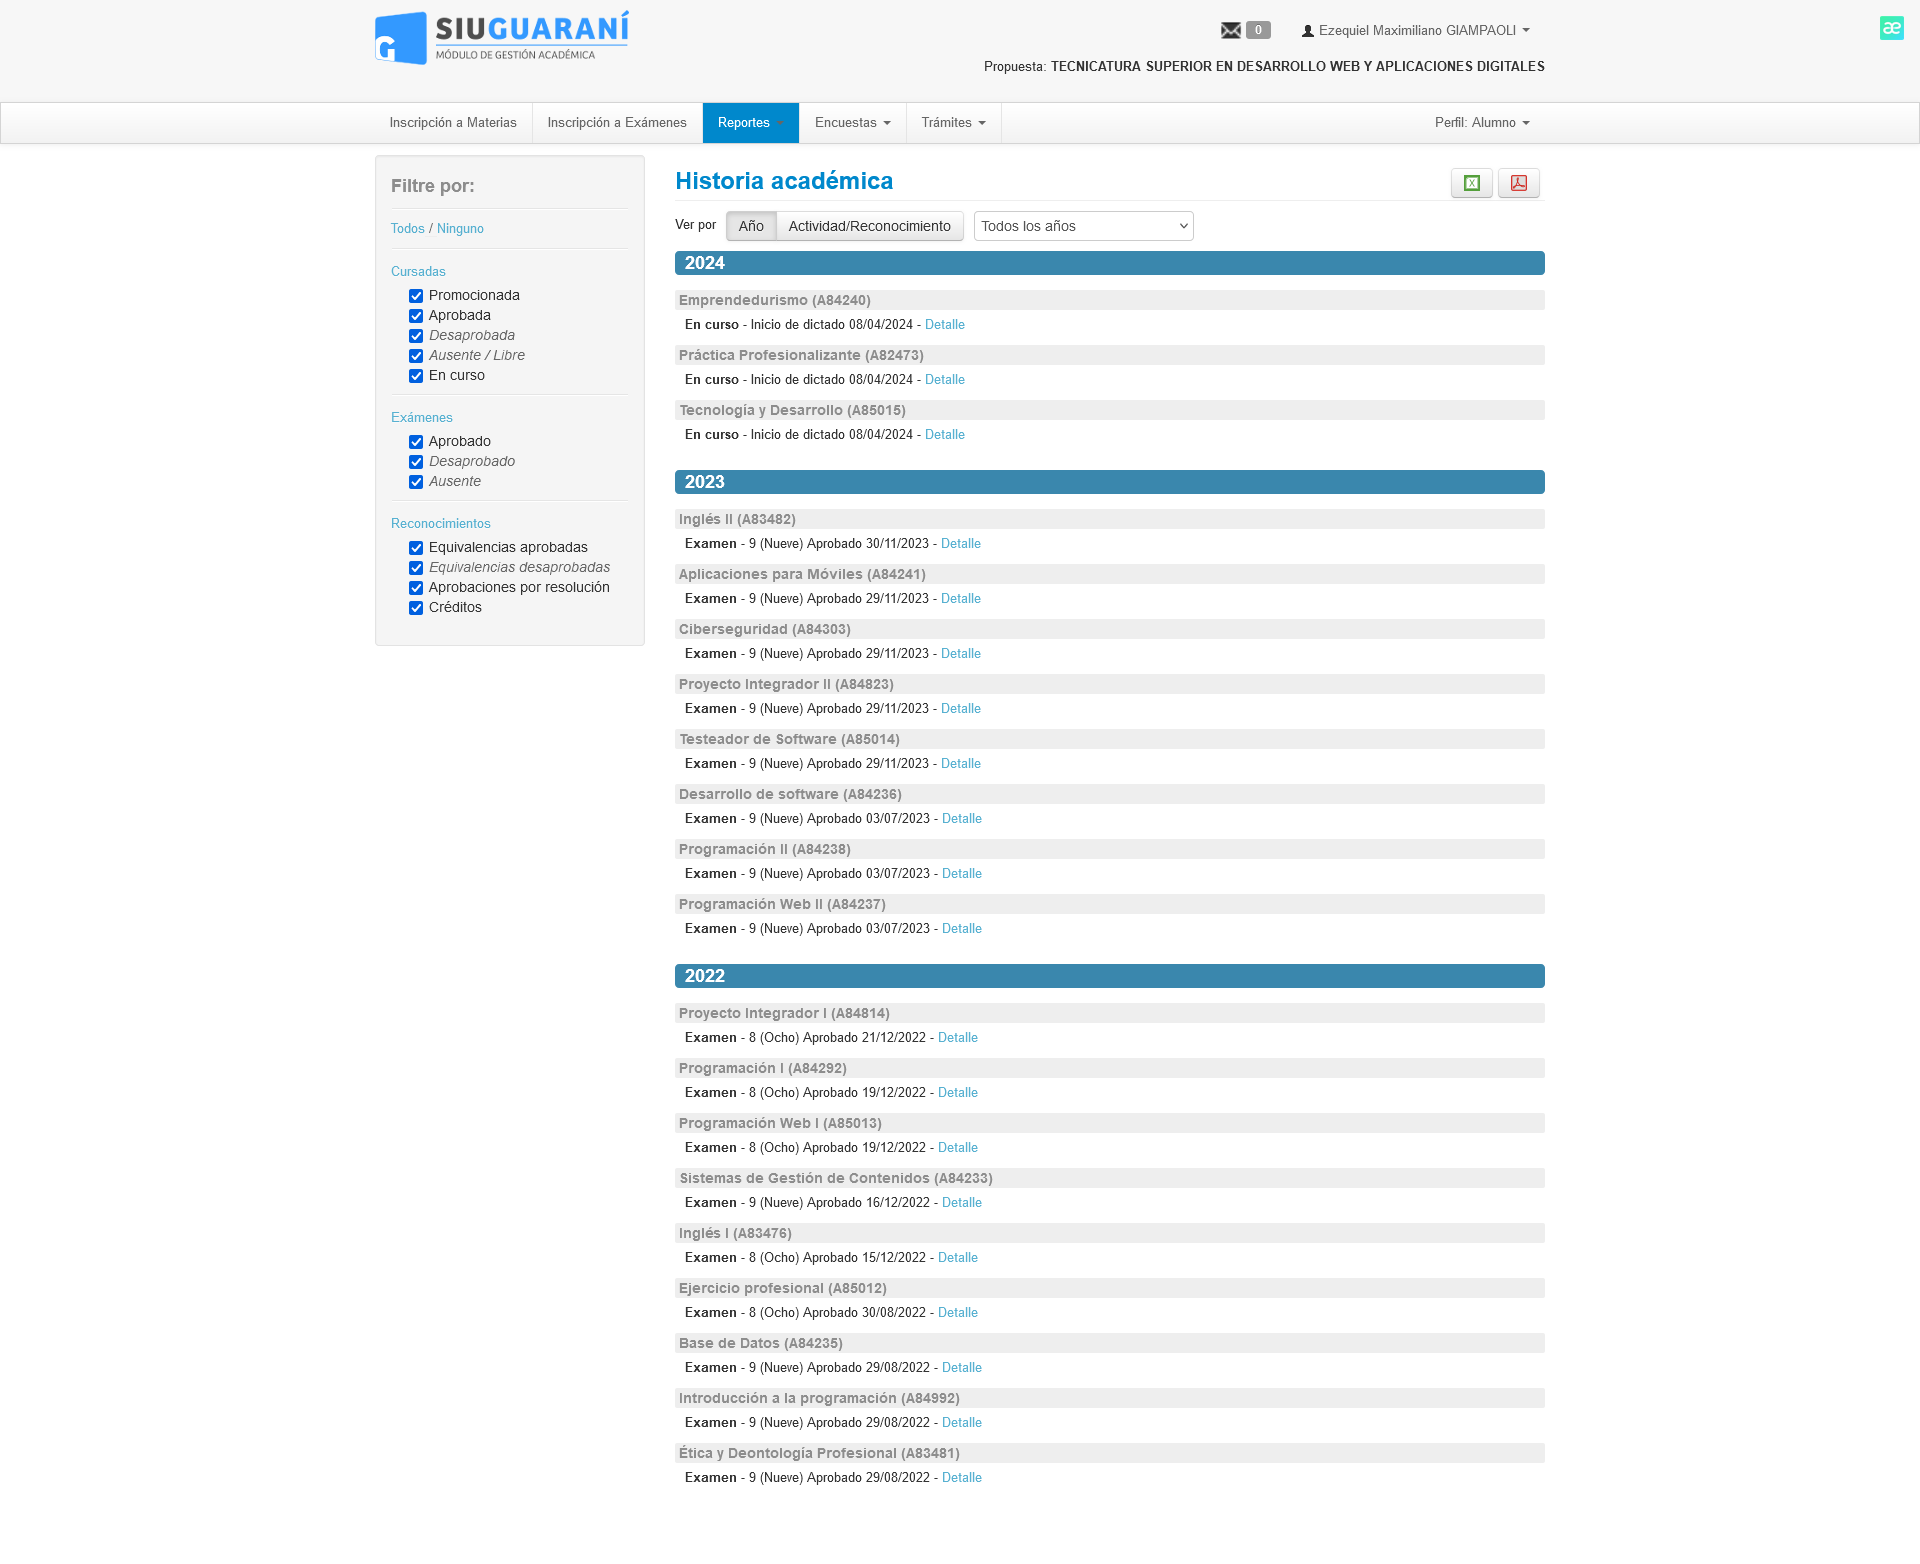 SIUGUARANÍ
MÓDULO DE GESTIÓN ACADÉMICA
0
Ezequiel Maximiliano GIAMPAOLI
æ
Propuesta: TECNICATURA SUPERIOR EN DESARROLLO WEB Y APLICACIONES DIGITALES
Inscripción a Materias
Inscripción a Exámenes
Reportes
Encuestas
Trámites
Perfil: Alumno
Filtre por:
Todos / Ninguno
Cursadas
Promocionada
Aprobada
Desaprobada
Ausente / Libre
En curso
Exámenes
Aprobado
Desaprobado
Ausente
Reconocimientos
Equivalencias aprobadas
Equivalencias desaprobadas
Aprobaciones por resolución
Créditos
Historia académica
Ver por
Año
Actividad/Reconocimiento
Todos los años
2024
Emprendedurismo (A84240)
En curso - Inicio de dictado 08/04/2024 - Detalle
Práctica Profesionalizante (A82473)
En curso - Inicio de dictado 08/04/2024 - Detalle
Tecnología y Desarrollo (A85015)
En curso - Inicio de dictado 08/04/2024 - Detalle
2023
Inglés II (A83482)
Examen - 9 (Nueve) Aprobado 30/11/2023 - Detalle
Aplicaciones para Móviles (A84241)
Examen - 9 (Nueve) Aprobado 29/11/2023 - Detalle
Ciberseguridad (A84303)
Examen - 9 (Nueve) Aprobado 29/11/2023 - Detalle
Proyecto Integrador II (A84823)
Examen - 9 (Nueve) Aprobado 29/11/2023 - Detalle
Testeador de Software (A85014)
Examen - 9 (Nueve) Aprobado 29/11/2023 - Detalle
Desarrollo de software (A84236)
Examen - 9 (Nueve) Aprobado 03/07/2023 - Detalle
Programación II (A84238)
Examen - 9 (Nueve) Aprobado 03/07/2023 - Detalle
Programación Web II (A84237)
Examen - 9 (Nueve) Aprobado 03/07/2023 - Detalle
2022
Proyecto Integrador I (A84814)
Examen - 8 (Ocho) Aprobado 21/12/2022 - Detalle
Programación I (A84292)
Examen - 8 (Ocho) Aprobado 19/12/2022 - Detalle
Programación Web I (A85013)
Examen - 8 (Ocho) Aprobado 19/12/2022 - Detalle
Sistemas de Gestión de Contenidos (A84233)
Examen - 9 (Nueve) Aprobado 16/12/2022 - Detalle
Inglés I (A83476)
Examen - 8 (Ocho) Aprobado 15/12/2022 - Detalle
Ejercicio profesional (A85012)
Examen - 8 (Ocho) Aprobado 30/08/2022 - Detalle
Base de Datos (A84235)
Examen - 9 (Nueve) Aprobado 29/08/2022 - Detalle
Introducción a la programación (A84992)
Examen - 9 (Nueve) Aprobado 29/08/2022 - Detalle
Ética y Deontología Profesional (A83481)
Examen - 9 (Nueve) Aprobado 29/08/2022 - Detalle